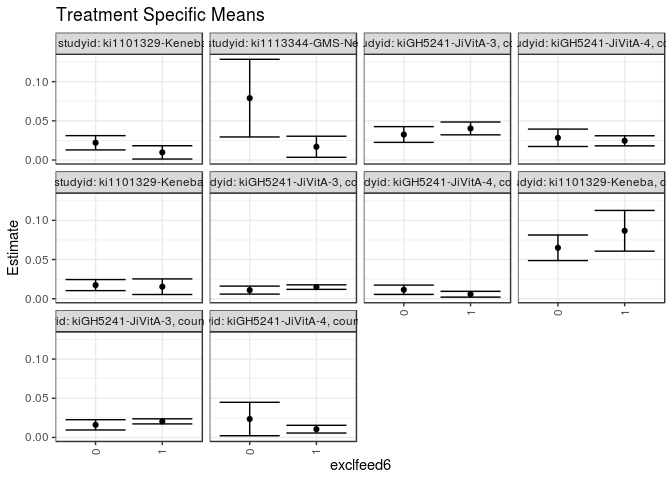 Treatment Specific Means
studyid: ki1101329-Keneba
studyid: ki1113344-GMS-Ne
udyid: kiGH5241-JiVitA-3, co
udyid: kiGH5241-JiVitA-4, co
0.10
0.05
0.00
studyid: ki1101329-Keneba
dyid: kiGH5241-JiVitA-3, co
dyid: kiGH5241-JiVitA-4, co
dyid: ki1101329-Keneba, c
0.10
0.05
0.00
0 1
0 1
id: kiGH5241-JiVitA-3, coun
id: kiGH5241-JiVitA-4, coun
0.10
0.05
0.00
0 1
0 1
Estimate
exclfeed6